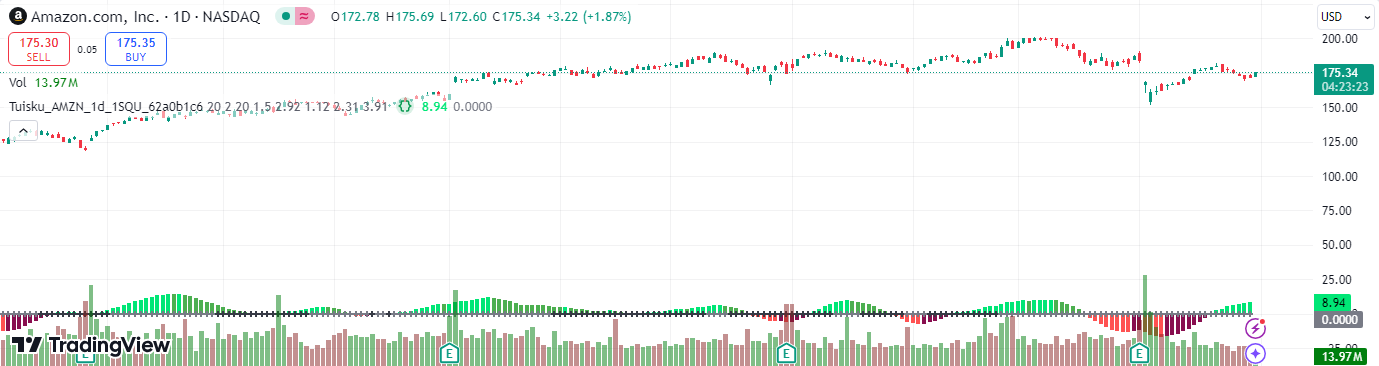 Amazon.com, Inc. · 1D · NASDAQ O172.78 H175.69 L172.60 C175.34 +3.22 (+1.87%)
USD
175.30 SELL 0.05 175.35 BUY
Vol 13.97M
Tuisku_AMZN_1d_1SQU_62a0b1c6 20 2 20 1.5 2.92 1.12 2.31 3.91 {} 8.94 0.0000
200.00
175.34
04:23:23
150.00
125.00
100.00
75.00
50.00
25.00
8.94
0.0000
13.97M
E E E E
TradingView